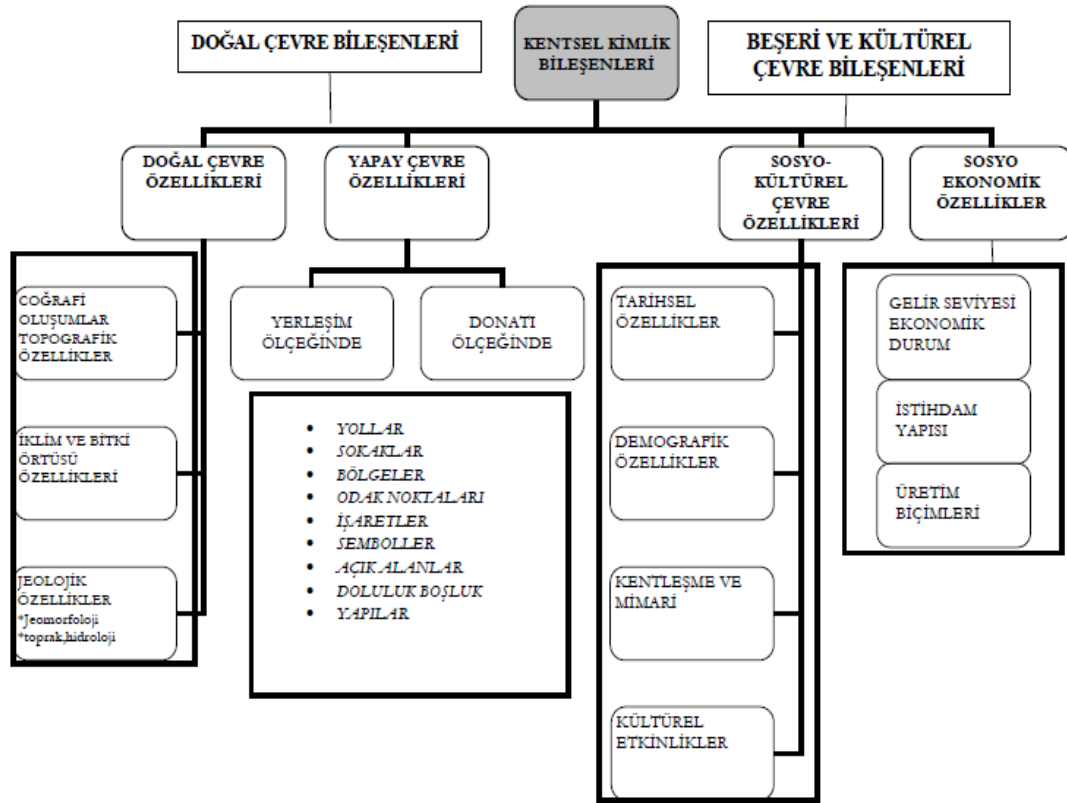 DOĞAL ÇEVRE BİLEŞENLERİ
KENTSEL KİMLİK
BİLEŞENLERİ
BEŞERİ VE KÜLTÜREL
ÇEVRE BİLEŞENLERİ
DOĞAL ÇEVRE
ÖZELLİKLERİ
YAPAY ÇEVRE
ÖZELLİKLERİ
SOSYO-
KÜLTÜREL
ÇEVRE
ÖZELLİKLERİ
SOSYO
EKONOMİK
ÖZELLİKLER
COĞRAFİ
OLUŞUMLAR
TOPOGRAFİK
ÖZELLİKLER
İKLİM VE BİTKİ
ÖRTÜSÜ
ÖZELLİKLERİ
JEOLOJİK
ÖZELLİKLER
*Jeomorfoloji
*toprak,hidroloji
YERLEŞİM
ÖLÇEĞİNDE
DONATI
ÖLÇEĞİNDE
• YOLLAR
• SOKAKLAR
• BÖLGELER
• ODAK NOKTALARI
• İŞARETLER
• SEMBOLLER
• AÇIK ALANLAR
• DOLULUK BOŞLUK
• YAPILAR
TARİHSEL
ÖZELLİKLER
DEMOGRAFİK
ÖZELLİKLER
KENTLEŞME VE
MİMARİ
KÜLTÜREL
ETKİNLİKLER
GELİR SEVİYESİ
EKONOMİK
DURUM
İSTİHDAM
YAPISI
ÜRETİM
BİÇİMLERİ